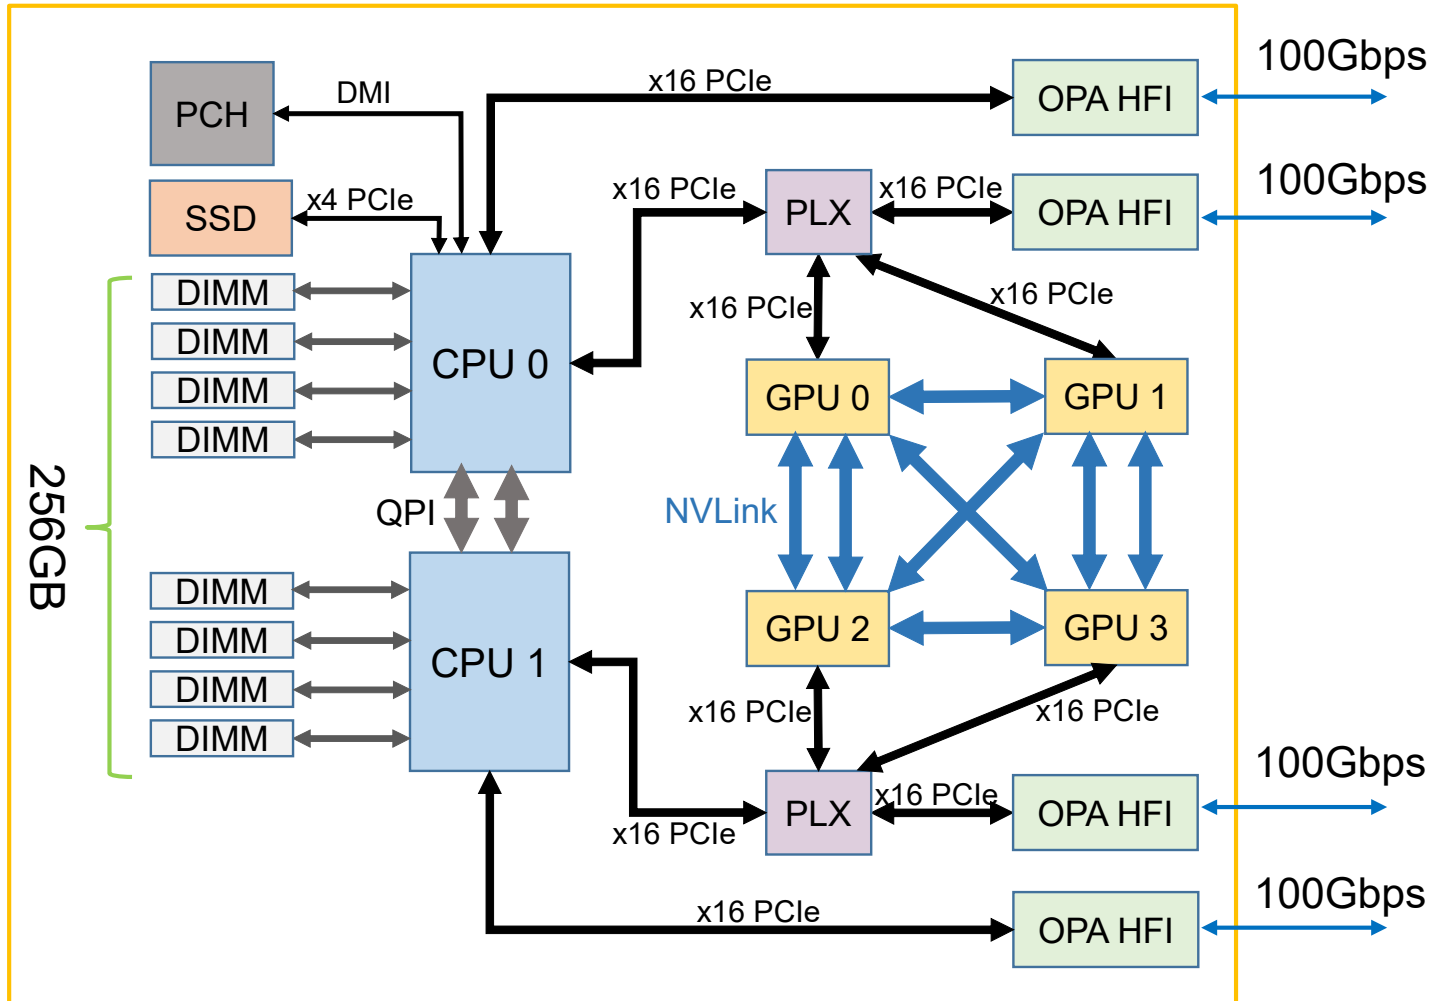 100Gbps
x16 PCIe
DMI
PCH
OPA HFI
100Gbps
x16 PCIe
x16 PCIe
x4 PCIe
SSD
PLX
OPA HFI
DIMM
x16 PCIe
x16 PCIe
DIMM
CPU 0
DIMM
GPU 0
GPU 1
DIMM
256GB
QPI
NVLink
DIMM
DIMM
CPU 1
GPU 2
GPU 3
DIMM
x16 PCIe
x16 PCIe
DIMM
100Gbps
x16 PCIe
PLX
OPA HFI
x16 PCIe
100Gbps
x16 PCIe
OPA HFI